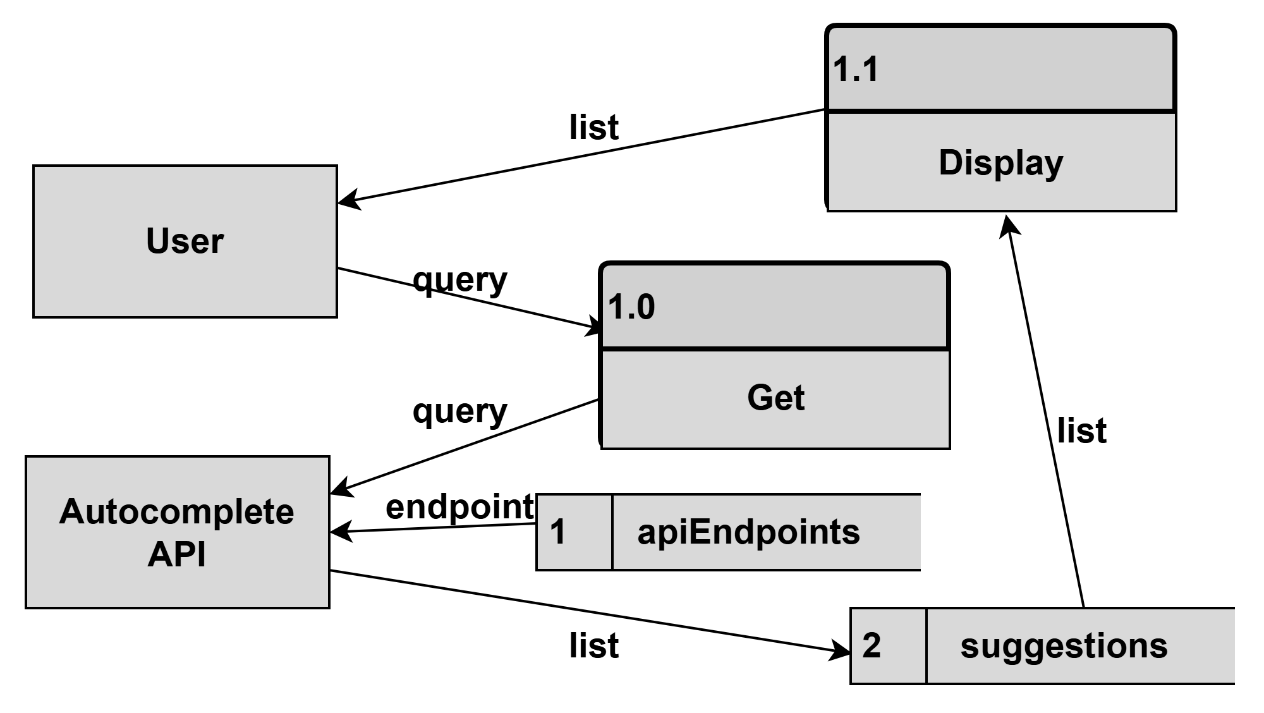 1.1
list
Display
User
query
1.0
Get
query
endpoint
Autocomplete
API
1
apiEndpoints
list
list
2
suggestions